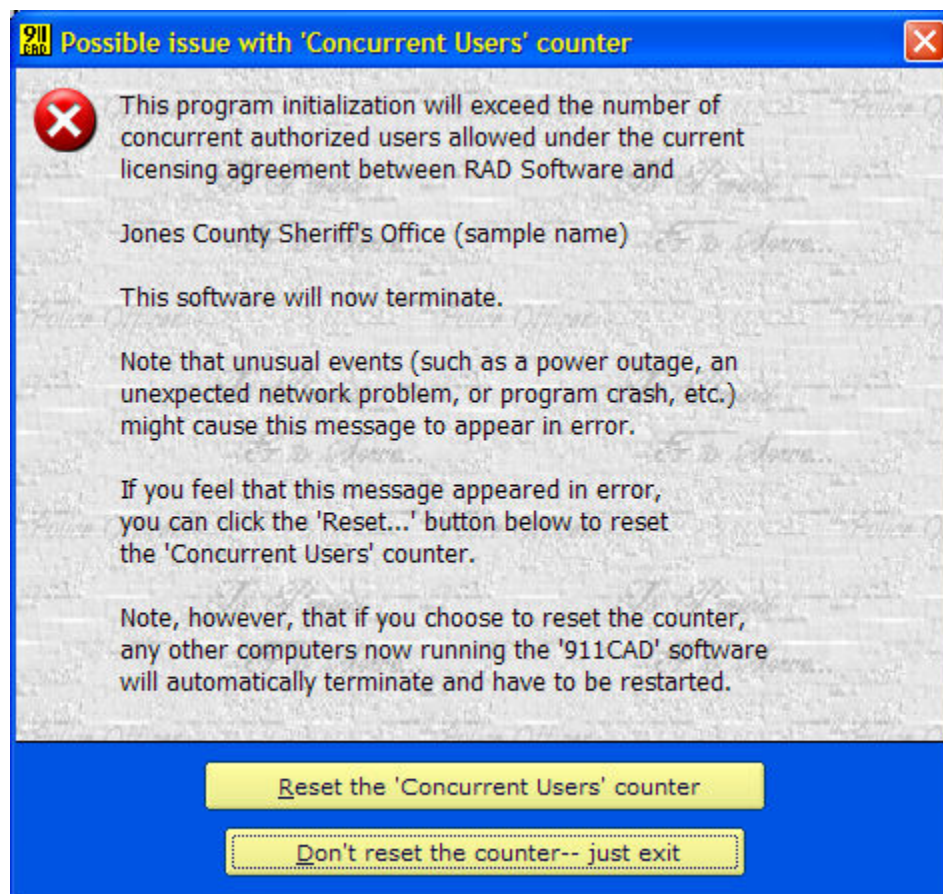 911
CAD
Possible issue with 'Concurrent Users' counter
This program initialization will exceed the number of
concurrent authorized users allowed under the current
licensing agreement between RAD Software and
Jones County Sheriff's Office (sample name)
This software will now terminate.
Note that unusual events (such as a power outage, an
unexpected network problem, or program crash, etc.)
might cause this message to appear in error.
If you feel that this message appeared in error,
you can click the 'Reset...' button below to reset
the 'Concurrent Users' counter.
Note, however, that if you choose to reset the counter,
any other computers now running the '911CAD' software
will automatically terminate and have to be restarted.
Reset the 'Concurrent Users' counter
Don't reset the counter-- just exit